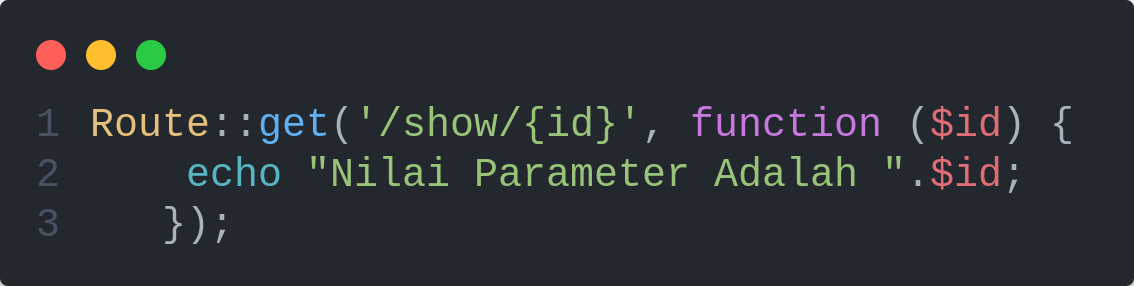 1 Route::get('/show/{id}', function ($id) {
2     echo "Nilai Parameter Adalah ".$id;
3    });